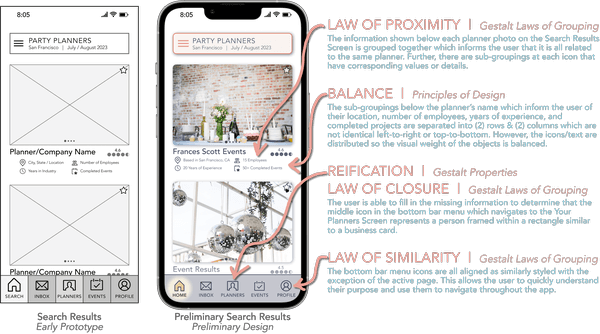 8:05
PARTY PLANNERS
San Francisco | July / August 2023
Planner/Company Name
4.6
City, State / Location
Number of Employees
Years in Industry
Completed Events
Planner/Company Name
4.6
SEARCH
INBOX
PLANNERS
EVENTS
PROFILE
Search Results
Early Prototype
8:05
PARTY PLANNERS
San Francisco | July / August 2023
Frances Scott Events
4.6
Based in San Francisco, CA
15 Employees
20 Years of Experience
50+ Completed Events
Event Results
HOME
INBOX
PLANNERS
EVENTS
PROFILE
Preliminary Search Results
Preliminary Design
LAW OF PROXIMITY | Gestalt Laws of Grouping
The information shown below each planner photo on the Search Results
Screen is grouped together which informs the user that it is all related
to the same planner. Further, there are sub-groupings at each icon that
have corresponding values or details.
BALANCE | Principles of Design
The sub-groupings below the planner's name which inform the user of
their location, number of employees, years of experience, and
completed projects are separated into (2) rows & (2) columns which are
not identical left-to-right or top-to-bottom. However, the icons/text are
distributed so the visual weight of the objects is balanced.
REIFICATION | Gestalt Properties
LAW OF CLOSURE | Gestalt Laws of Grouping
The user is able to fill in the missing information to determine that the
middle icon in the bottom bar menu which navigates to the Your
Planners Screen represents a person framed within a rectangle similar
to a business card.
LAW OF SIMILARITY | Gestalt Laws of Grouping
The bottom bar menu icons are all aligned as similarly styled with the
exception of the active page. This allows the user to quickly understand
their purpose and use them to navigate throughout the app.